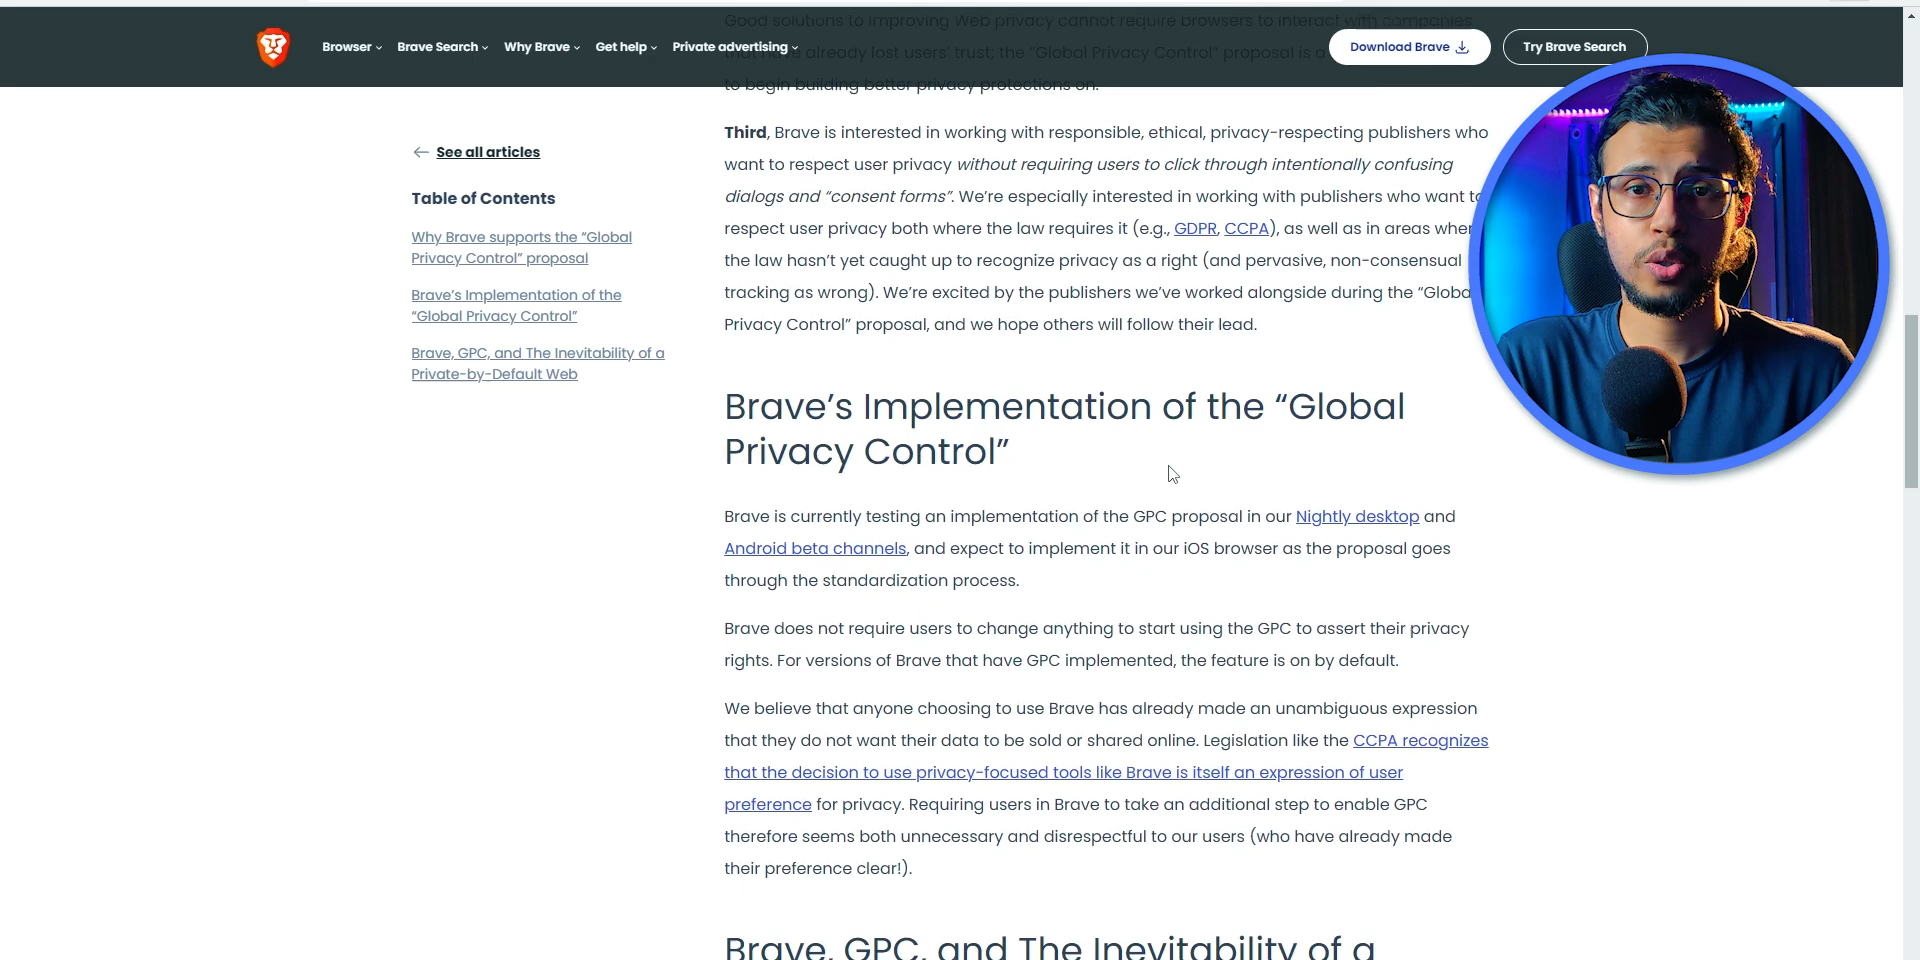 Good solutions to improving Web privacy cannot require browsers to interact with companies
Browser
Brave Search
Why Brave
Get help
Private advertising
that have already lost users' trust; the “Global Privacy Control” proposal is a
Download Brave
Try Brave Search
to begin building better privacy protections on.
See all articles
Table of Contents
Why Brave supports the “Global
Privacy Control” proposal
Brave’s Implementation of the
“Global Privacy Control”
Brave, GPC, and The Inevitability of a
Private-by-Default Web
Third, Brave is interested in working with responsible, ethical, privacy-respecting publishers who
want to respect user privacy without requiring users to click through intentionally confusing
dialogs and “consent forms”. We’re especially interested in working with publishers who want to
respect user privacy both where the law requires it (e.g., GDPR, CCPA), as well as in areas wher
the law hasn’t yet caught up to recognize privacy as a right (and pervasive, non-consensual
tracking as wrong). We’re excited by the publishers we’ve worked alongside during the “Globa
Privacy Control” proposal, and we hope others will follow their lead.
Brave’s Implementation of the “Global
Privacy Control”
Brave is currently testing an implementation of the GPC proposal in our Nightly desktop and
Android beta channels, and expect to implement it in our iOS browser as the proposal goes
through the standardization process.
Brave does not require users to change anything to start using the GPC to assert their privacy
rights. For versions of Brave that have GPC implemented, the feature is on by default.
We believe that anyone choosing to use Brave has already made an unambiguous expression
that they do not want their data to be sold or shared online. Legislation like the CCPA recognizes
that the decision to use privacy-focused tools like Brave is itself an expression of user
preference for privacy. Requiring users in Brave to take an additional step to enable GPC
therefore seems both unnecessary and disrespectful to our users (who have already made
their preference clear!).
Brave, GPC, and The Inevitability of a